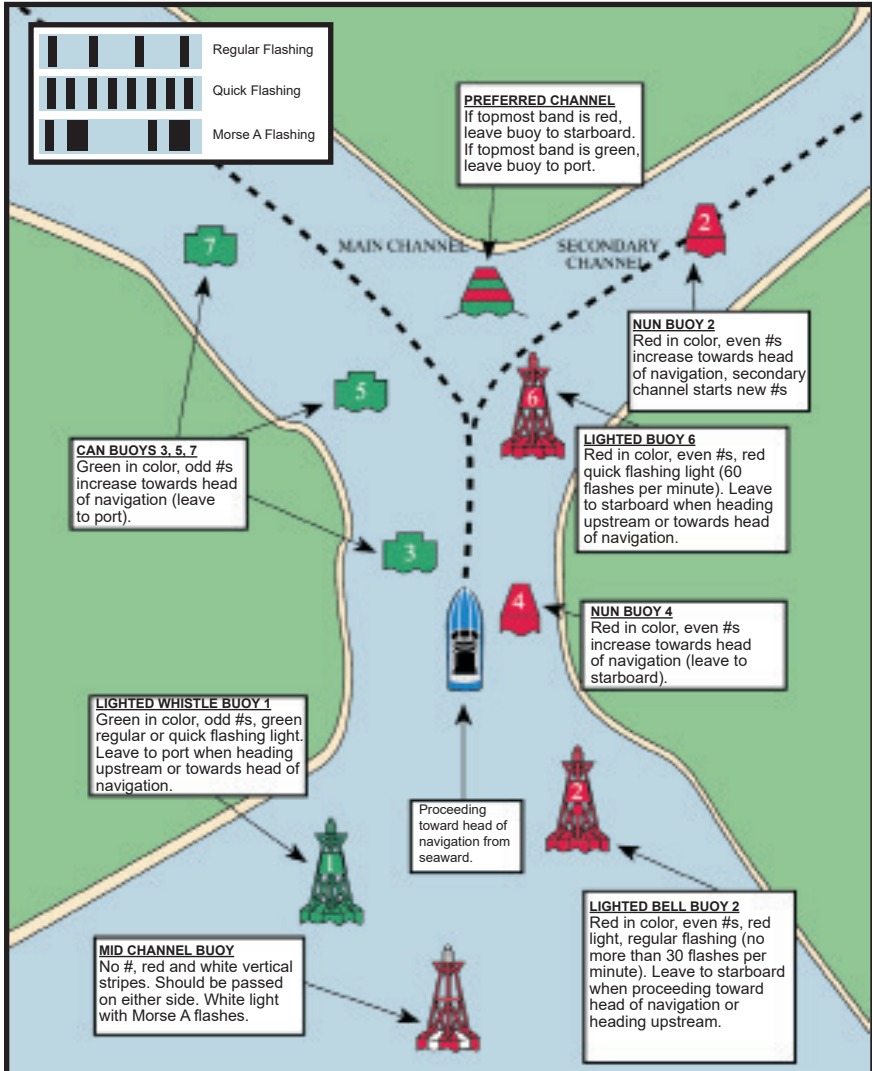 Regular Flashing
Quick Flashing
Morse A Flashing
PREFERRED CHANNEL
If topmost band is red,
leave buoy to starboard.
If topmost band is green,
leave buoy to port.
7
MAIN CHANNEL
SECONDARY
CHANNEL
2
NUN BUOY 2
Red in color, even #s
increase towards head
of navigation, secondary
channel starts new #s
5
6
CAN BUOYS 3, 5, 7
Green in color, odd #s
increase towards head
of navigation (leave
to port).
LIGHTED BUOY 6
Red in color, even #s, red
quick flashing light (60
flashes per minute). Leave
to starboard when heading
upstream or towards head
of navigation.
3
4
NUN BUOY 4
Red in color, even #s
increase towards head
of navigation (leave to
starboard).
LIGHTED WHISTLE BUOY 1
Green in color, odd #s, green
regular or quick flashing light.
Leave to port when heading
upstream or towards head of
navigation.
2
Proceeding
toward head of
navigation from
seaward.
1
LIGHTED BELL BUOY 2
Red in color, even #s, red
light, regular flashing (no
more than 30 flashes per
minute). Leave to starboard
when proceeding toward
head of navigation or
heading upstream.
MID CHANNEL BUOY
No #, red and white vertical
stripes. Should be passed
on either side. White light
with Morse A flashes.